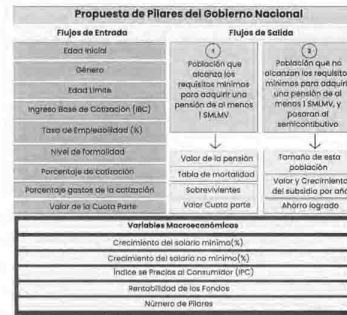 Propuesta de Pilares del Gobierno Nacional
Flujos de Entrada
Edad Inicial
Género
Edad Límite
Ingreso Base de Cotización (IBC)
Tasa de Empleabilidad (%)
Nivel de formalidad
Porcentaje de cotización
Porcentaje gastos de la cotización
Valor de la Cuota Parte
Flujos de Salida
1
Población que
alcanza los
requisitos mínimos
para adquirir una
pensión de al menos
1 SMLMV
Valor de la pensión
Tabla de mortalidad
Sobrevivientes
Valor Cuota parte
2
Población que no
alcanzan los requisitos
mínimos para adquirir
una pensión de al
menos 1 SMLMV, y
pasaran al
semicontibutivo
Tamaño de esta
población
Valor y Crecimiento
del subsidio por año
Ahorro logrado
Variables Macroeconómicas
Crecimiento del salario mínimo(%)
Crecimiento del salario no mínimo(%)
Índice se Precios al Consumidor (IPC)
Rentabilidad de los Fondos
Número de Pilares